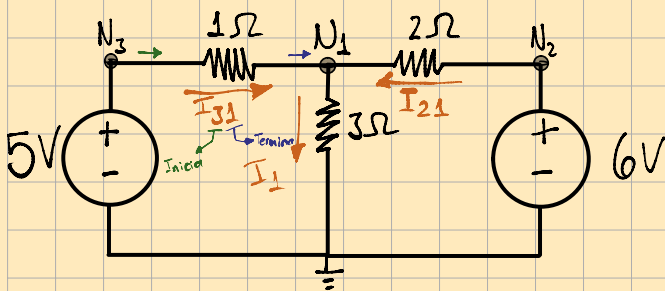 1Ω
2Ω
N3
N1
N2
I31
I21
5V
+
-
3Ω
+
-
6V
Inicia
Termina
I1